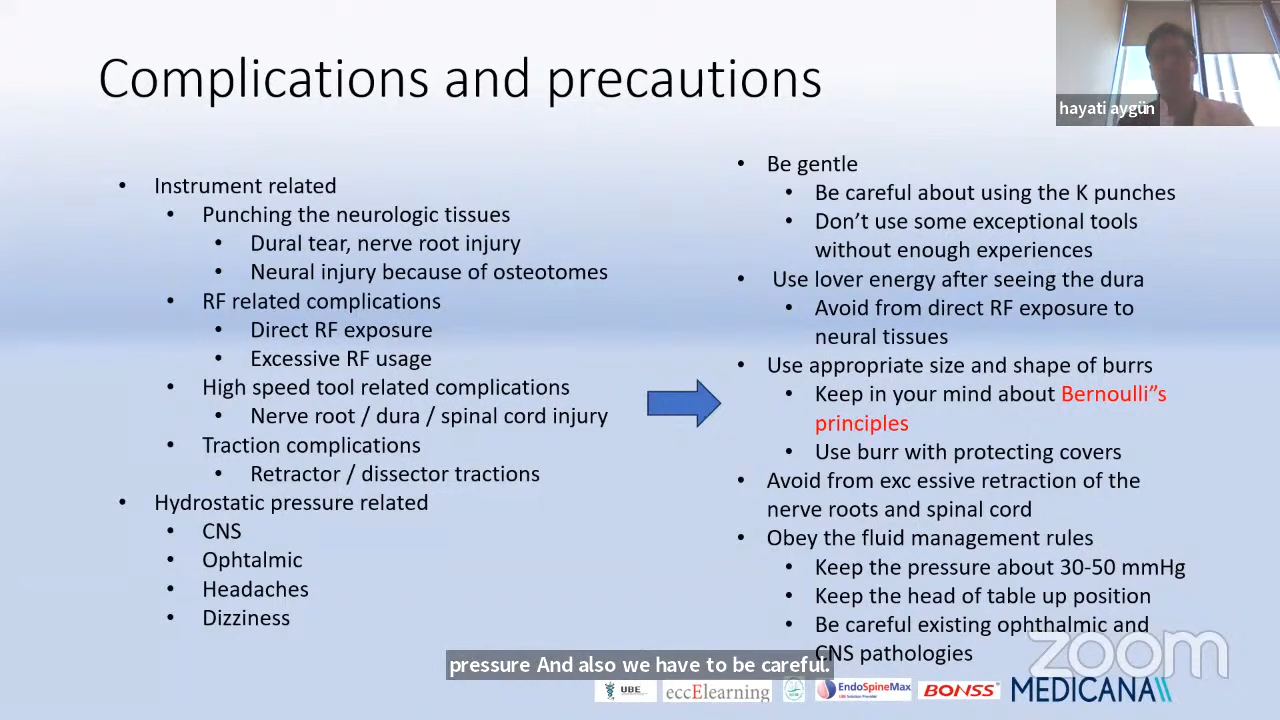 Complications and precautions
hayati aygün
• Instrument related
• Punching the neurologic tissues
• Dural tear, nerve root injury
• Neural injury because of osteotomes
• RF related complications
• Direct RF exposure
• Excessive RF usage
• High speed tool related complications
• Nerve root / dura / spinal cord injury
• Traction complications
• Retractor / dissector tractions
• Hydrostatic pressure related
• CNS
• Ophtalmic
• Headaches
• Dizziness
• Be gentle
• Be careful about using the K punches
• Don’t use some exceptional tools
without enough experiences
• Use lover energy after seeing the dura
• Avoid from direct RF exposure to
neural tissues
• Use appropriate size and shape of burrs
• Keep in your mind about Bernoulli”s
principles
• Use burr with protecting covers
• Avoid from exc essive retraction of the
nerve roots and spinal cord
• Obey the fluid management rules
• Keep the pressure about 30-50 mmHg
• Keep the head of table up position
• Be careful existing ophthalmic and
CNS pathologies
pressure And also we have to be careful.
zoom
UBE
eccElearning
EndoSpineMax
BONSS
MEDICANA